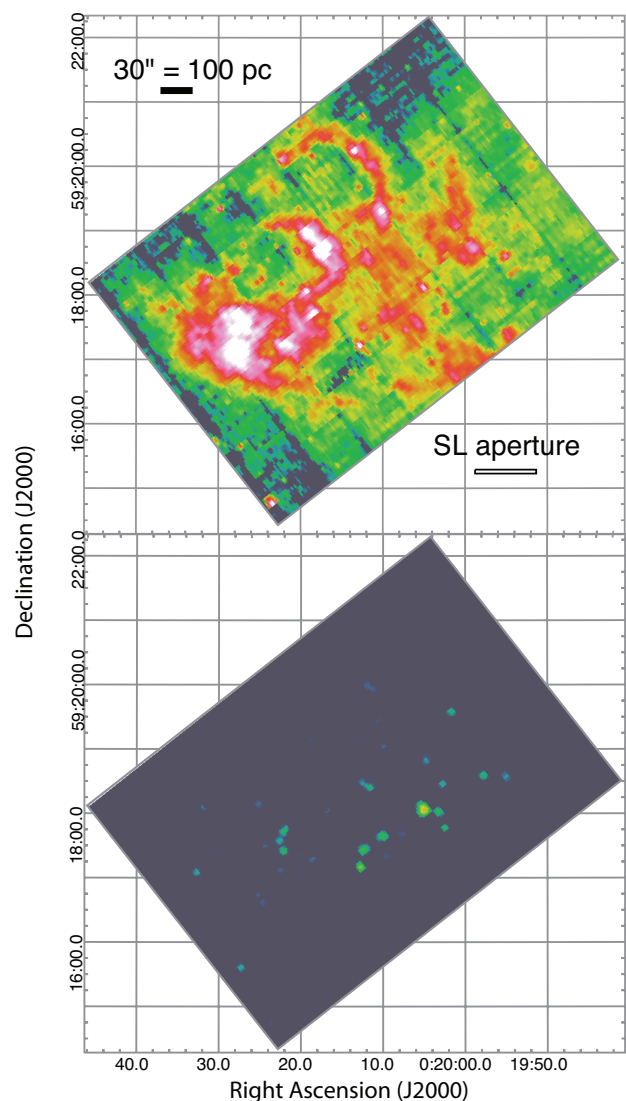 22:00.0
30" = 100 pc
59:20:00.0
18:00.0
16:00.0
SL aperture
Declination (J2000)
22:00.0
59:20:00.0
18:00.0
16:00.0
40.0 30.0 20.0 10.0 0:20:00.0 19:50.0
Right Ascension (J2000)